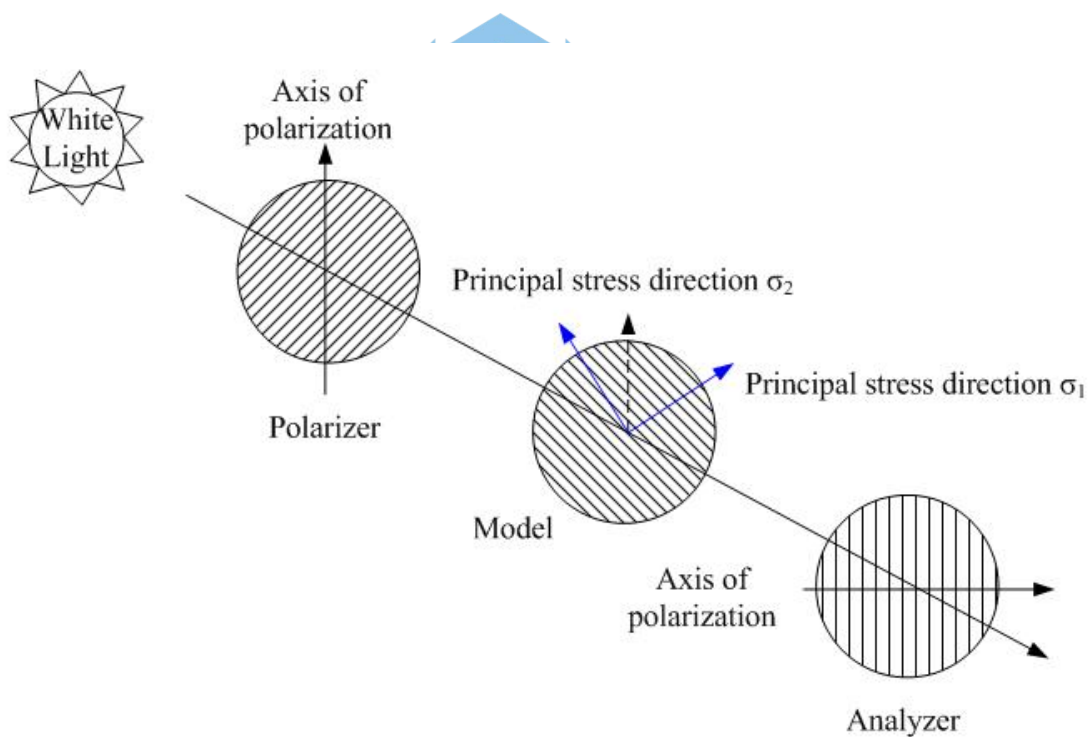 White
Light
Axis of
polarization
Polarizer
Principal stress direction σ₂
Principal stress direction σ₁
Model
Axis of
polarization
Analyzer